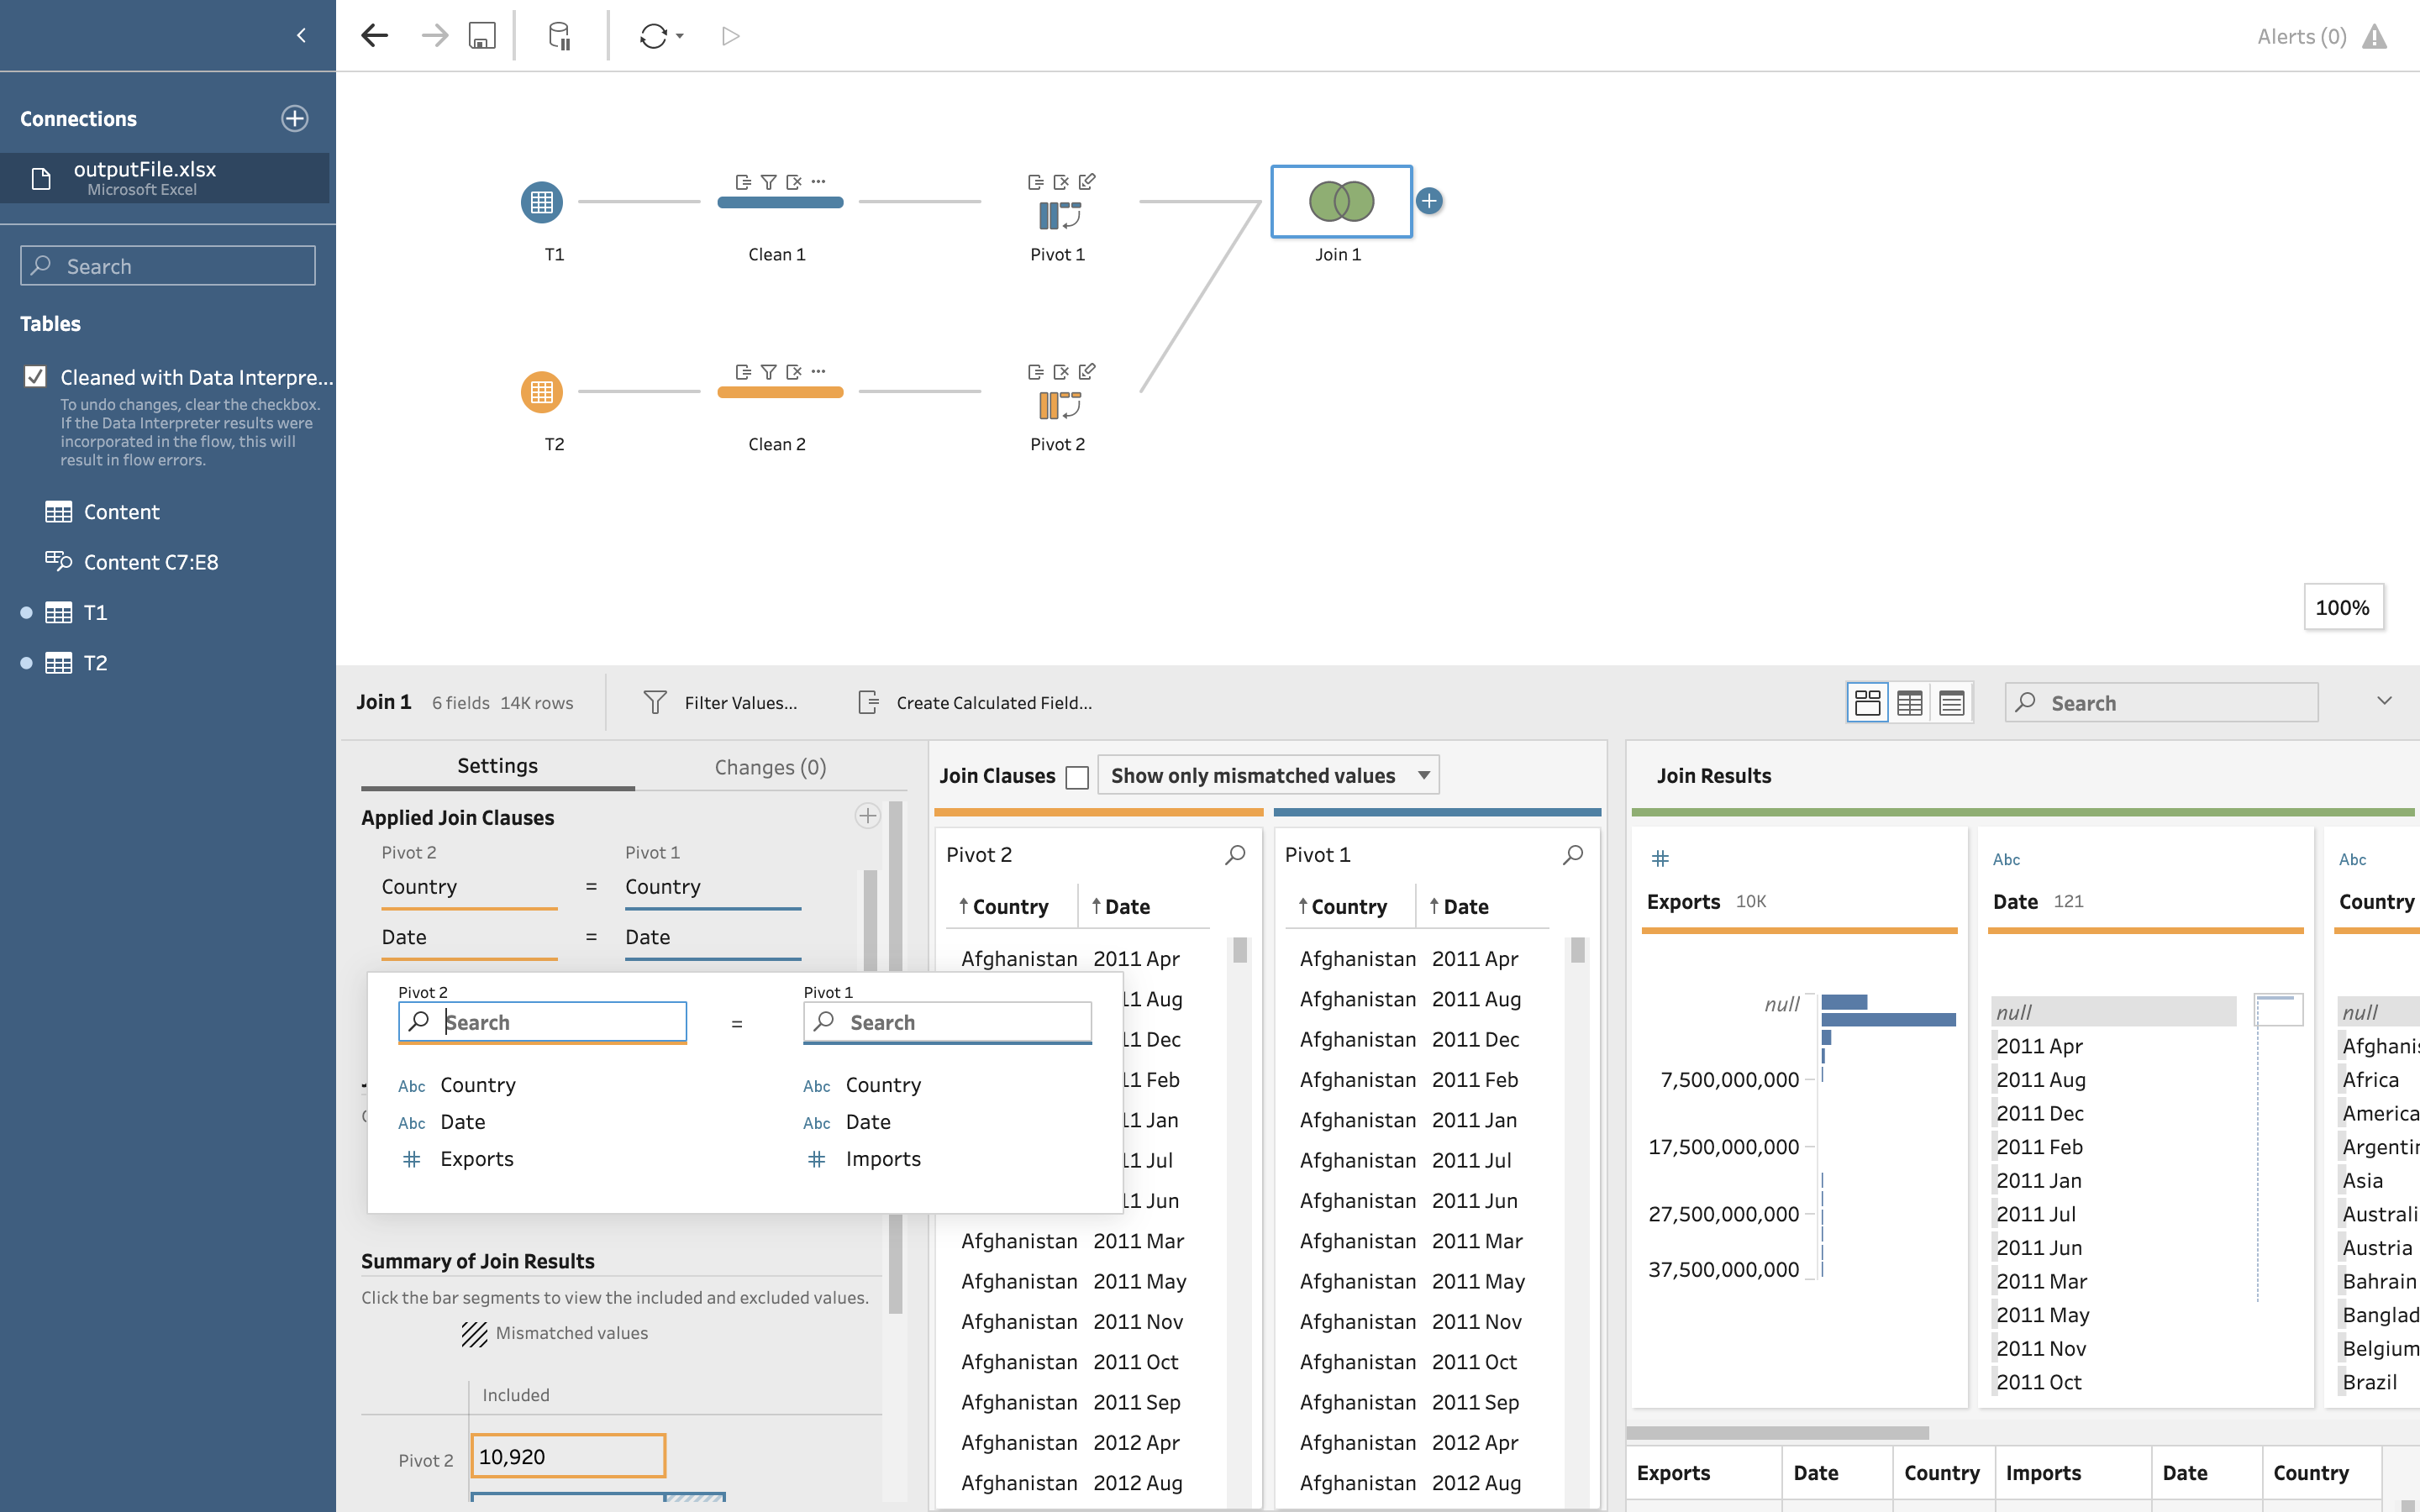 Alerts (0)
Connections
outputFile.xlsx
Microsoft Excel
Search
Tables
Cleaned with Data Interpre...
To undo changes, clear the checkbox.
If the Data Interpreter results were
incorporated in the flow, this will
result in flow errors.
Content
Content C7:E8
T1
T2
T1
Clean 1
Pivot 1
Join 1
T2
Clean 2
Pivot 2
100%
Join 1 6 fields 14K rows
Filter Values...
Create Calculated Field...
Search
Settings
Changes (0)
Applied Join Clauses
Pivot 2 Pivot 1
Country = Country
Date = Date
Pivot 2 Pivot 1
Search = Search
Abc Country Abc Country
Abc Date Abc Date
# Exports # Imports
Summary of Join Results
Click the bar segments to view the included and excluded values.
Mismatched values
Included
Pivot 2 10,920
Join Clauses Show only mismatched values
Pivot 2
Country Date
Afghanistan 2011 Apr
11 Aug
11 Dec
11 Feb
11 Jan
11 Jul
11 Jun
Afghanistan 2011 Mar
Afghanistan 2011 May
Afghanistan 2011 Nov
Afghanistan 2011 Oct
Afghanistan 2011 Sep
Afghanistan 2012 Apr
Afghanistan 2012 Aug
Pivot 1
Country Date
Afghanistan 2011 Apr
Afghanistan 2011 Aug
Afghanistan 2011 Dec
Afghanistan 2011 Feb
Afghanistan 2011 Jan
Afghanistan 2011 Jul
Afghanistan 2011 Jun
Afghanistan 2011 Mar
Afghanistan 2011 May
Afghanistan 2011 Nov
Afghanistan 2011 Oct
Afghanistan 2011 Sep
Afghanistan 2012 Apr
Afghanistan 2012 Aug
Join Results
#
Exports 10K
null
7,500,000,000
17,500,000,000
27,500,000,000
37,500,000,000
Abc
Date 121
null
2011 Apr
2011 Aug
2011 Dec
2011 Feb
2011 Jan
2011 Jul
2011 Jun
2011 Mar
2011 May
2011 Nov
2011 Oct
Abc
Country
null
Afghanis
Africa
America
Argentin
Asia
Australi
Austria
Bahrain
Banglad
Belgium
Brazil
Exports Date Country Imports Date Country